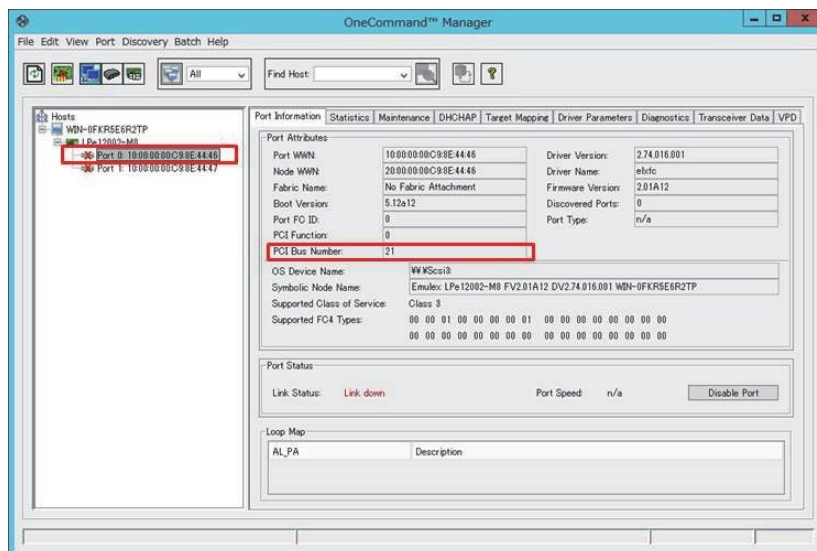 OneCommand™ Manager
File Edit View Port Discovery Batch Help
All
Find Host:
Hosts
WIN-0FKR5E6R2TP
LPe12002-M8
Port 0: 10:00:00:00:C9:8E:44:46
Port 1: 10:00:00:00:C9:8E:44:47
Port Information Statistics Maintenance DHCHAP Target Mapping Driver Parameters Diagnostics Transceiver Data VPD
Port Attributes
Port WWN: 10:00:00:00:C9:8E:44:46 Driver Version: 2.74.016.001
Node WWN: 20:00:00:00:C9:8E:44:46 Driver Name: elxfc
Fabric Name: No Fabric Attachment Firmware Version: 2.01A12
Boot Version: 5.12a12 Discovered Ports: 0
Port FC ID: 0 Port Type: n/a
PCI Function: 0
PCI Bus Number: 21
OS Device Name: ¥¥.¥Scsi3:
Symbolic Node Name: Emulex LPe12002-M8 FV2.01A12 DV2.74.016.001 WIN-0FKR5E6R2TP
Supported Class of Service: Class 3
Supported FC4 Types: 00 00 01 00 00 00 00 01 00 00 00 00 00 00 00 00
00 00 00 00 00 00 00 00 00 00 00 00 00 00 00 00
Port Status
Link Status: Link down Port Speed: n/a Disable Port
Loop Map
AL_PA Description